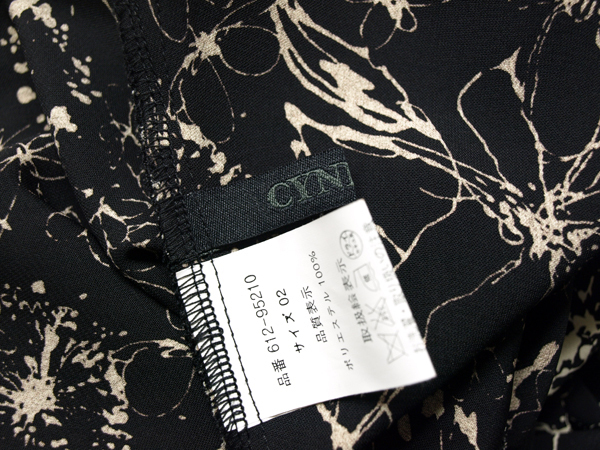 CYN
品番 612-95210
サイズ 02
品質表示
ポリエステル 100%
取扱絵表示